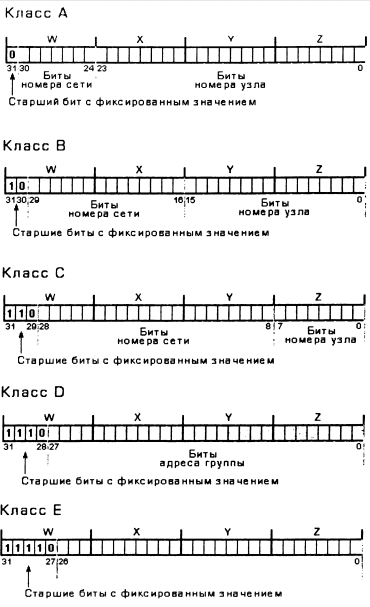 Класс A
W X Y Z
0
31 30 24 23 0
Биты номера сети Биты номера узла
Старший бит с фиксированным значением
Класс B
W X Y Z
1 0
31 30 29 16 15 0
Биты номера сети Биты номера узла
Старшие биты с фиксированным значением
Класс C
W X Y Z
1 1 0
31 29 28 8 7 0
Биты номера сети Биты номера узла
Старшие биты с фиксированным значением
Класс D
W X Y Z
1 1 1 0
31 28 27 0
Биты адреса группы
Старшие биты с фиксированным значением
Класс E
W X Y Z
1 1 1 1 0
31 27 26 0
Старшие биты с фиксированным значением